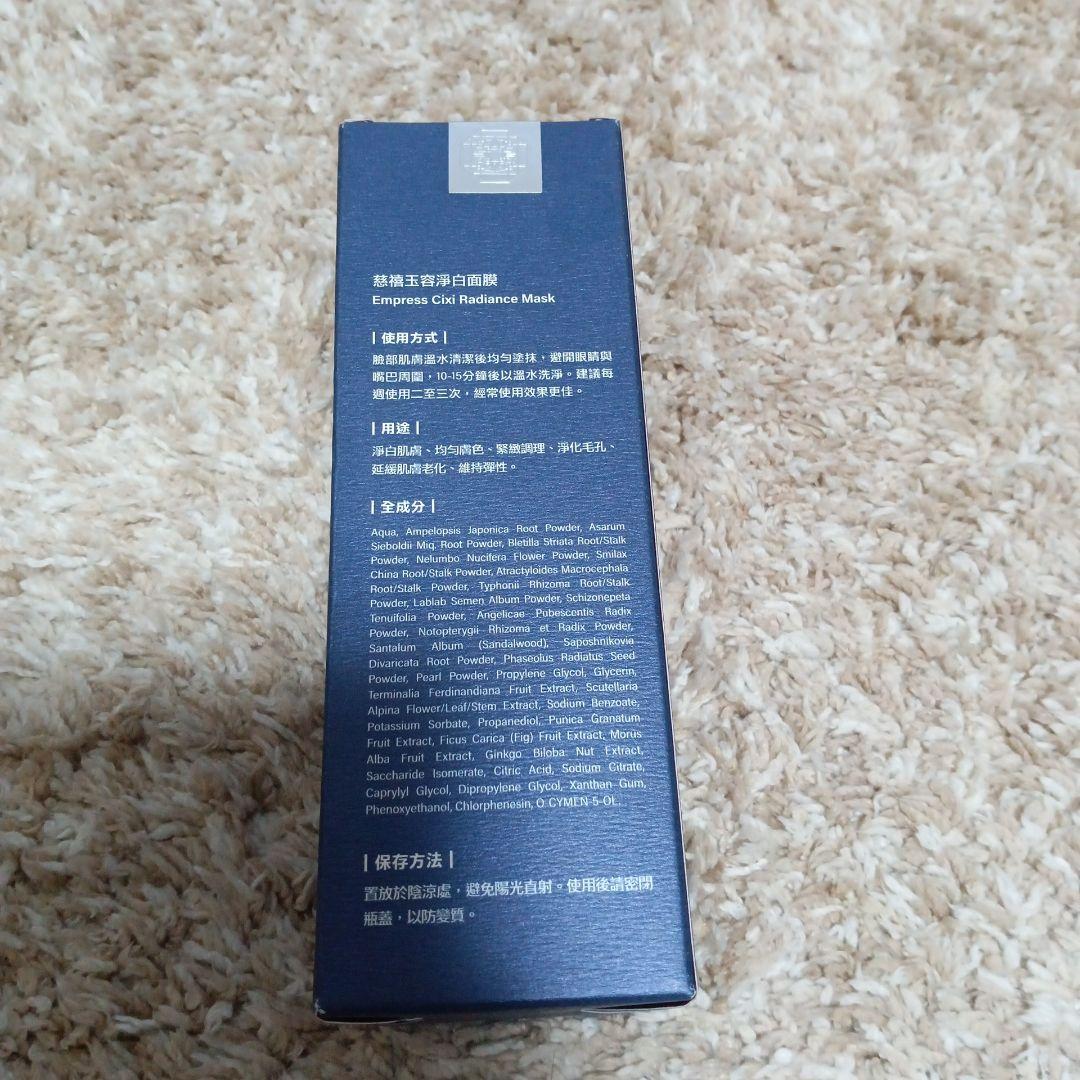 慈禧玉容淨白面膜
Empress Cixi Radiance Mask
| 使用方式 |
臉部肌膚溫水清潔後均勻塗抹，避開眼睛與
嘴巴周圍，10-15分鐘後以溫水洗淨。建議每
週使用二至三次，經常使用效果更佳。
| 用途 |
淨白肌膚、均勻膚色、緊緻調理、淨化毛孔、
延緩肌膚老化、維持彈性。
| 全成分 |
Aqua, Ampelopsis Japonica Root Powder, Asarum
Sieboldii Miq. Root Powder, Bletilla Striata Root/Stalk
Powder, Nelumbo Nucifera Flower Powder, Smilax
China Root/Stalk Powder, Atractyloides Macrocephala
Root/Stalk Powder, Typhonii Rhizoma Root/Stalk
Powder, Lablab Semen Album Powder, Schizonepeta
Tenuifolia Powder, Angelicae Pubescentis Radix
Powder, Notopterygii Rhizoma et Radix Powder,
Santalum Album (Sandalwood), Saposhnikovia
Divaricata Root Powder, Phaseolus Radiatus Seed
Powder, Pearl Powder, Propylene Glycol, Glycerin,
Terminalia Ferdinandiana Fruit Extract, Scutellaria
Alpina Flower/Leaf/Stem Extract, Sodium Benzoate,
Potassium Sorbate, Propanediol, Punica Granatum
Fruit Extract, Ficus Carica (Fig) Fruit Extract, Morus
Alba Fruit Extract, Ginkgo Biloba Nut Extract,
Saccharide Isomerate, Citric Acid, Sodium Citrate,
Caprylyl Glycol, Dipropylene Glycol, Xanthan Gum,
Phenoxyethanol, Chlorphenesin, O-CYMEN-5-OL.
| 保存方法 |
置放於陰涼處，避免陽光直射。使用後請密閉
瓶蓋，以防變質。